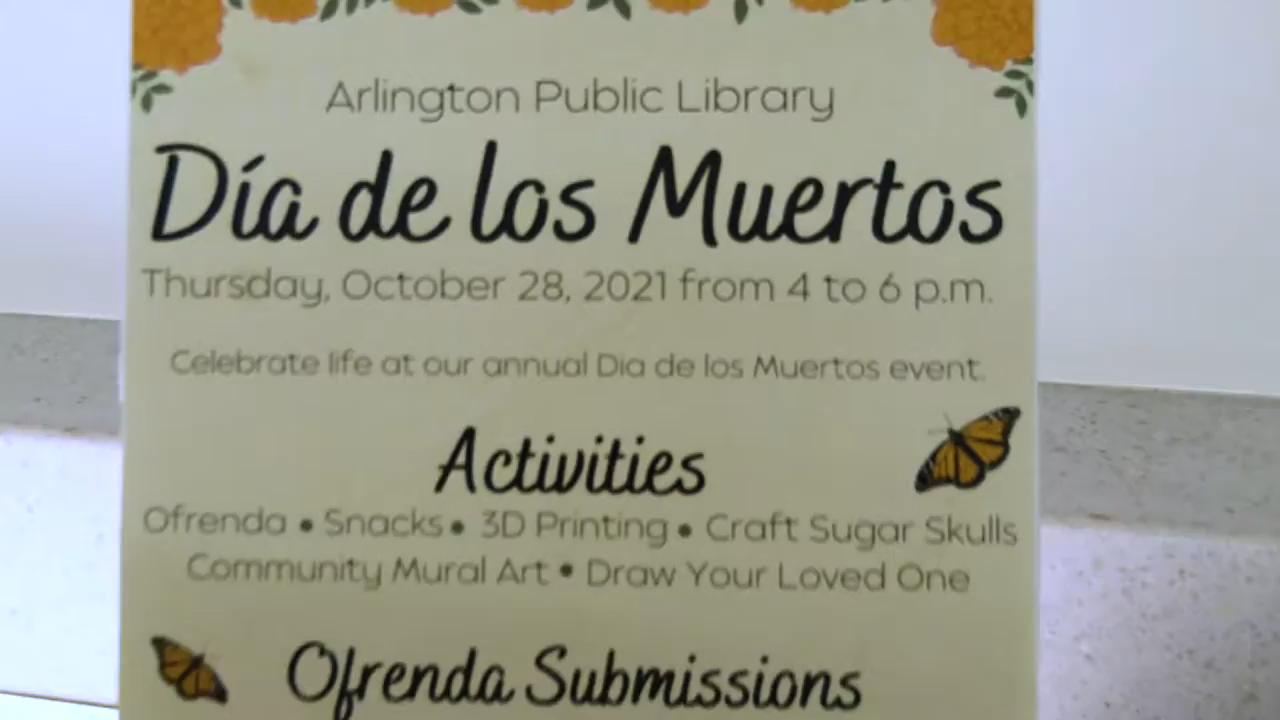 Arlington Public Library
Día de los Muertos
Thursday, October 28, 2021 from 4 to 6 p.m.
Celebrate life at our annual Dia de los Muertos event.
Activities
Ofrenda • Snacks • 3D Printing • Craft Sugar Skulls
Community Mural Art • Draw Your Loved One
Ofrenda Submissions